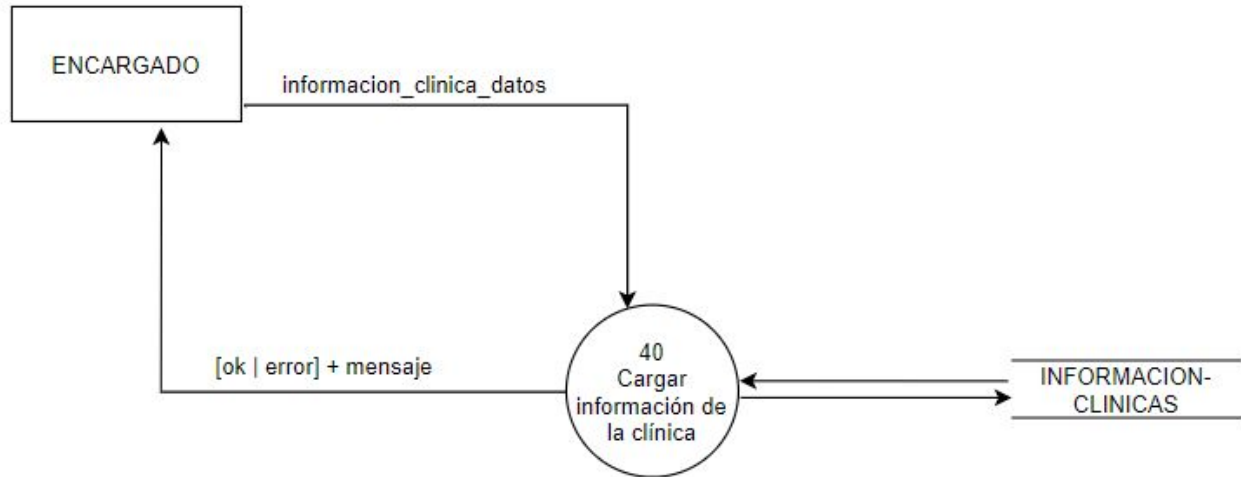 ENCARGADO
informacion_clinica_datos
[ok | error] + mensaje
40
Cargar
información de
la clínica
INFORMACION-
CLINICAS